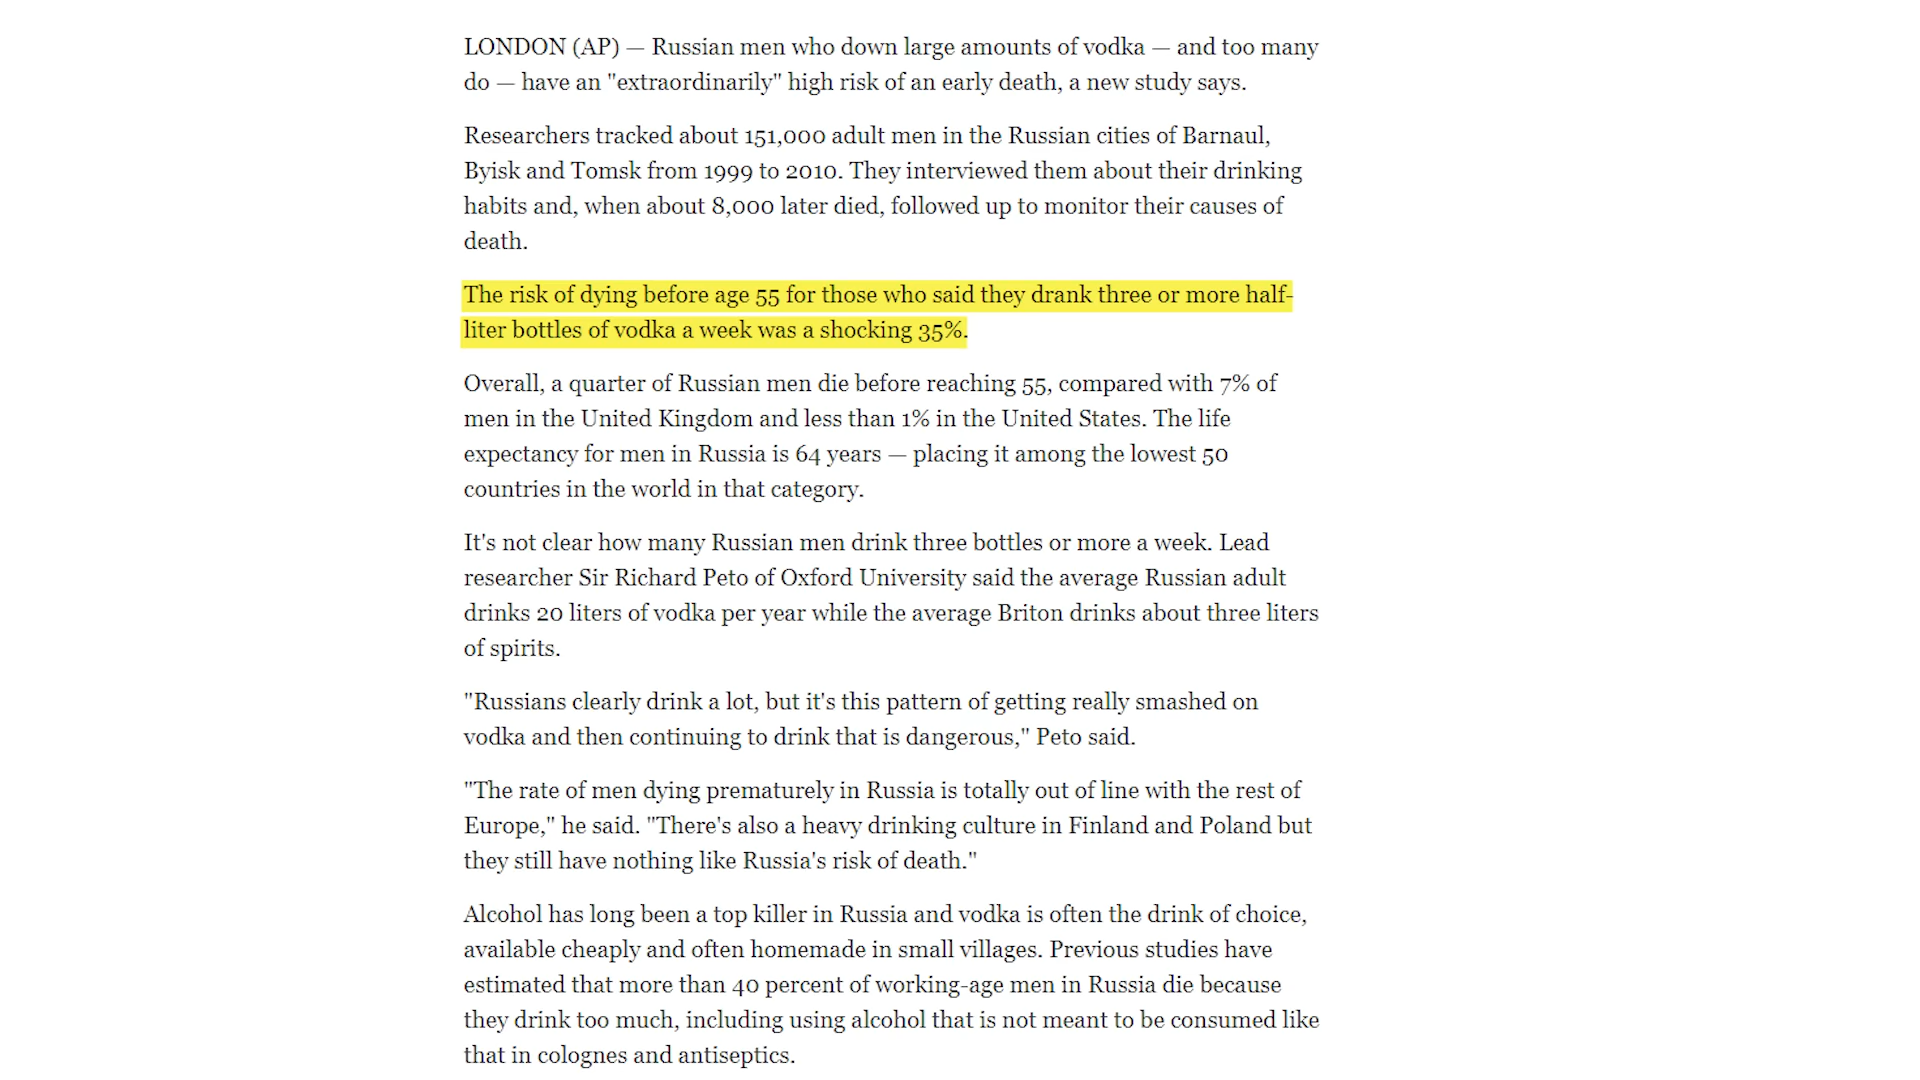 LONDON (AP) — Russian men who down large amounts of vodka — and too many
do — have an "extraordinarily" high risk of an early death, a new study says.
Researchers tracked about 151,000 adult men in the Russian cities of Barnaul,
Byisk and Tomsk from 1999 to 2010. They interviewed them about their drinking
habits and, when about 8,000 later died, followed up to monitor their causes of
death.
The risk of dying before age 55 for those who said they drank three or more half-
liter bottles of vodka a week was a shocking 35%.
Overall, a quarter of Russian men die before reaching 55, compared with 7% of
men in the United Kingdom and less than 1% in the United States. The life
expectancy for men in Russia is 64 years — placing it among the lowest 50
countries in the world in that category.
It's not clear how many Russian men drink three bottles or more a week. Lead
researcher Sir Richard Peto of Oxford University said the average Russian adult
drinks 20 liters of vodka per year while the average Briton drinks about three liters
of spirits.
"Russians clearly drink a lot, but it's this pattern of getting really smashed on
vodka and then continuing to drink that is dangerous," Peto said.
"The rate of men dying prematurely in Russia is totally out of line with the rest of
Europe," he said. "There's also a heavy drinking culture in Finland and Poland but
they still have nothing like Russia's risk of death."
Alcohol has long been a top killer in Russia and vodka is often the drink of choice,
available cheaply and often homemade in small villages. Previous studies have
estimated that more than 40 percent of working-age men in Russia die because
they drink too much, including using alcohol that is not meant to be consumed like
that in colognes and antiseptics.